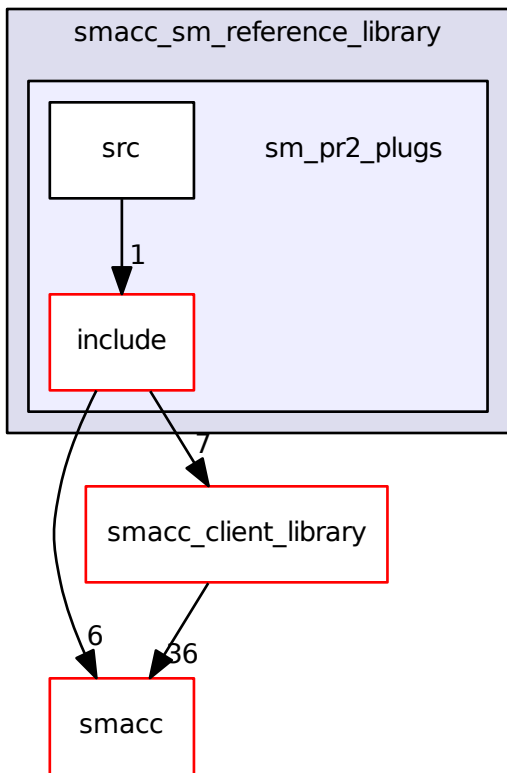 smacc_sm_reference_library
src
sm_pr2_plugs
1
include
7
smacc_client_library
6
36
smacc